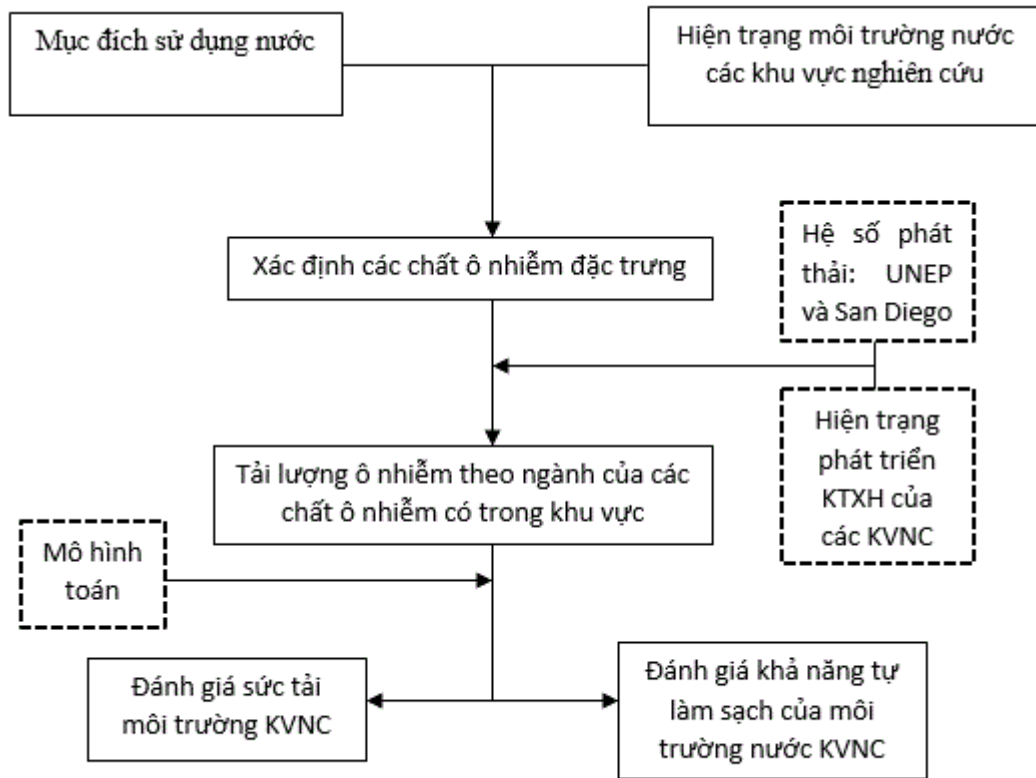 Mục đích sử dụng nước
Hiện trạng môi trường nước
các khu vực nghiên cứu
Xác định các chất ô nhiễm đặc trưng
Hệ số phát
thải: UNEP
và San Diego
Hiện trạng
phát triển
KTXH của
các KVNC
Tải lượng ô nhiễm theo ngành của các
chất ô nhiễm có trong khu vực
Mô hình
toán
Đánh giá sức tải
môi trường KVNC
Đánh giá khả năng tự
làm sạch của môi
trường nước KVNC